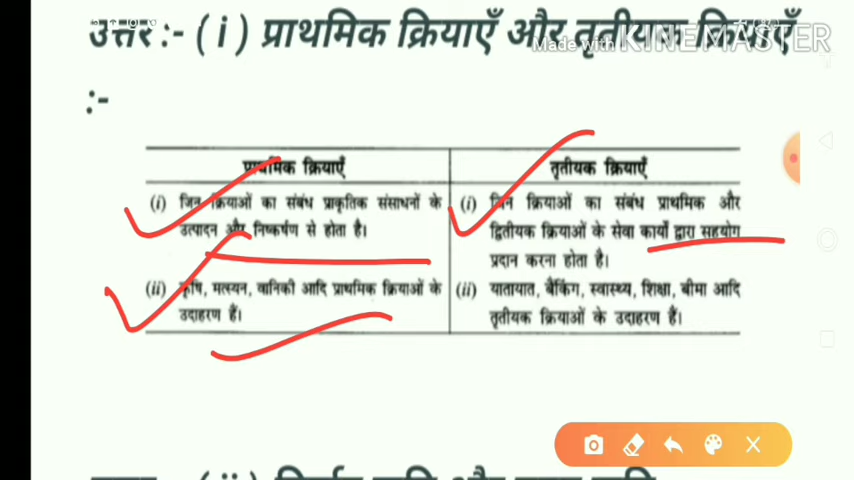 उत्तर :- ( i ) प्राथमिक क्रियाएँ और तृतीयक क्रियाएँ
Made with KINEMASTER
:-
प्राथमिक क्रियाएँ
(i) जिन क्रियाओं का संबंध प्राकृतिक संसाधनों के
उत्पादन और निष्कर्षण से होता है।
(ii) कृषि, मत्स्यन, वानिकी आदि प्राथमिक क्रियाओं के
उदाहरण हैं।
तृतीयक क्रियाएँ
(i) जिन क्रियाओं का संबंध प्राथमिक और
द्वितीयक क्रियाओं के सेवा कार्यों द्वारा सहयोग
प्रदान करना होता है।
(ii) यातायात, बैंकिंग, स्वास्थ्य, शिक्षा, बीमा आदि
तृतीयक क्रियाओं के उदाहरण हैं।